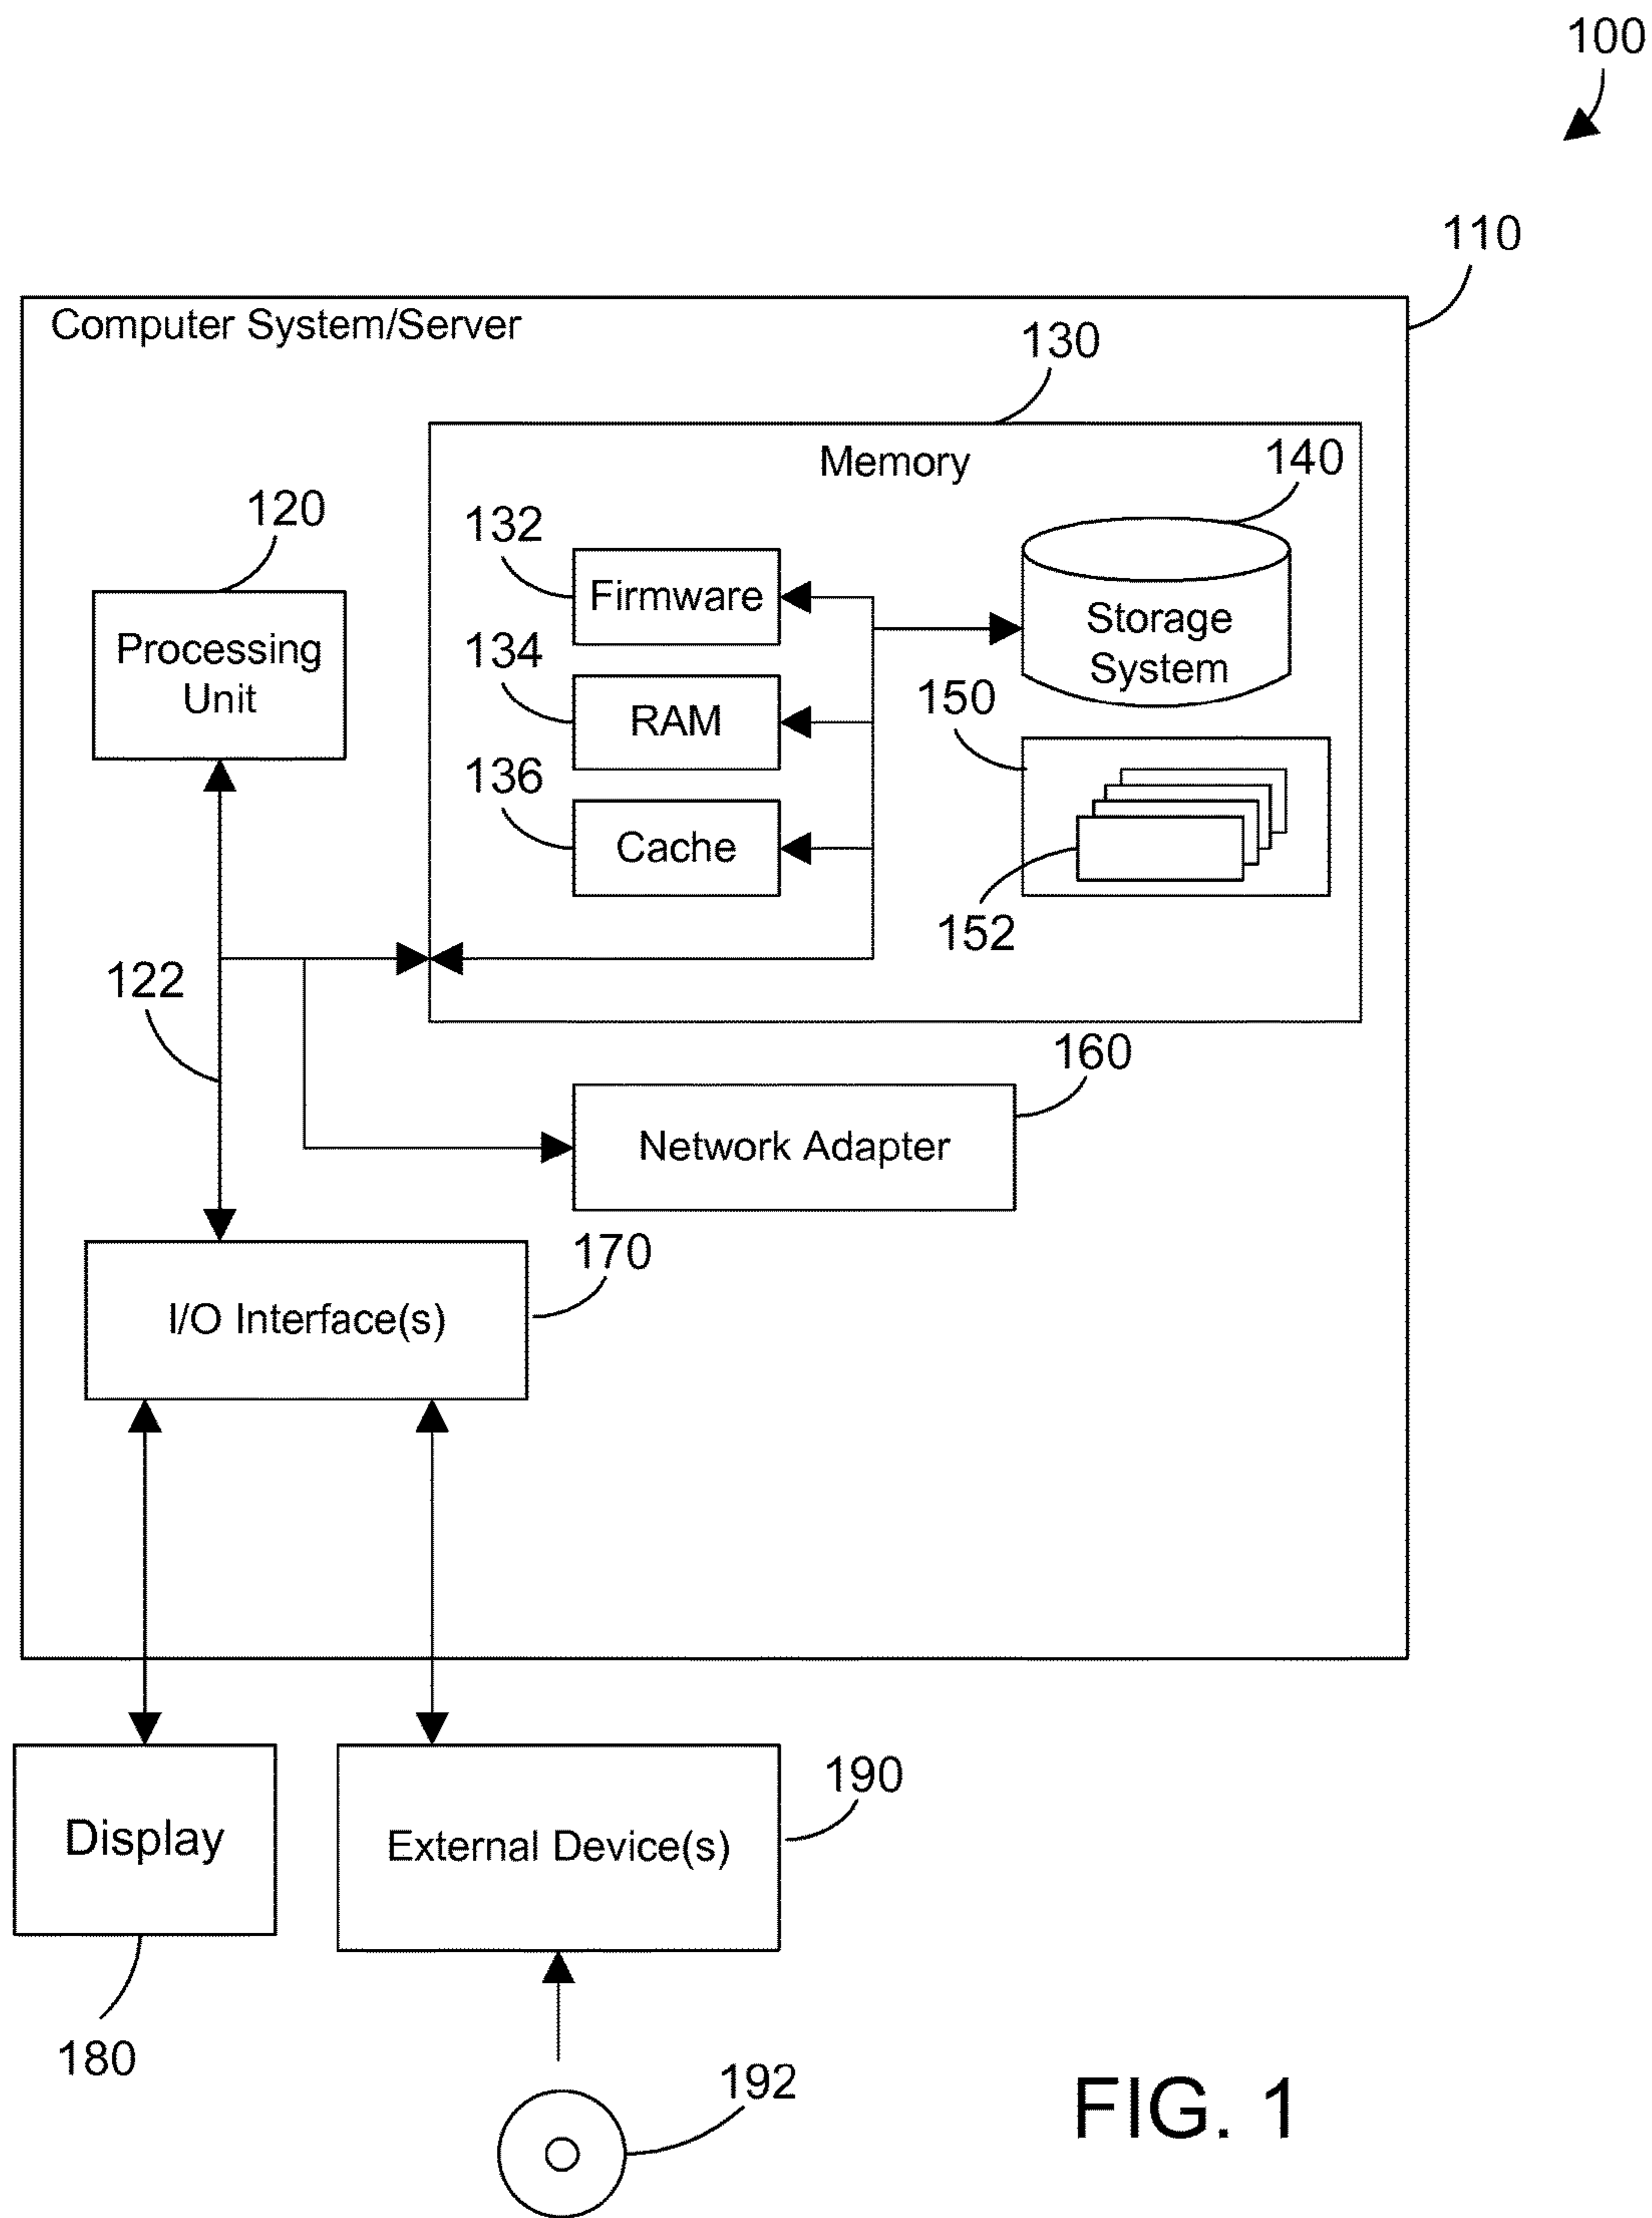 100
110
Computer System/Server
130
Memory
140
120
132
Firmware
Storage
System
Processing
Unit
134
RAM
150
136
Cache
152
122
160
Network Adapter
170
I/O Interface(s)
190
Display
External Device(s)
180
192
FIG. 1